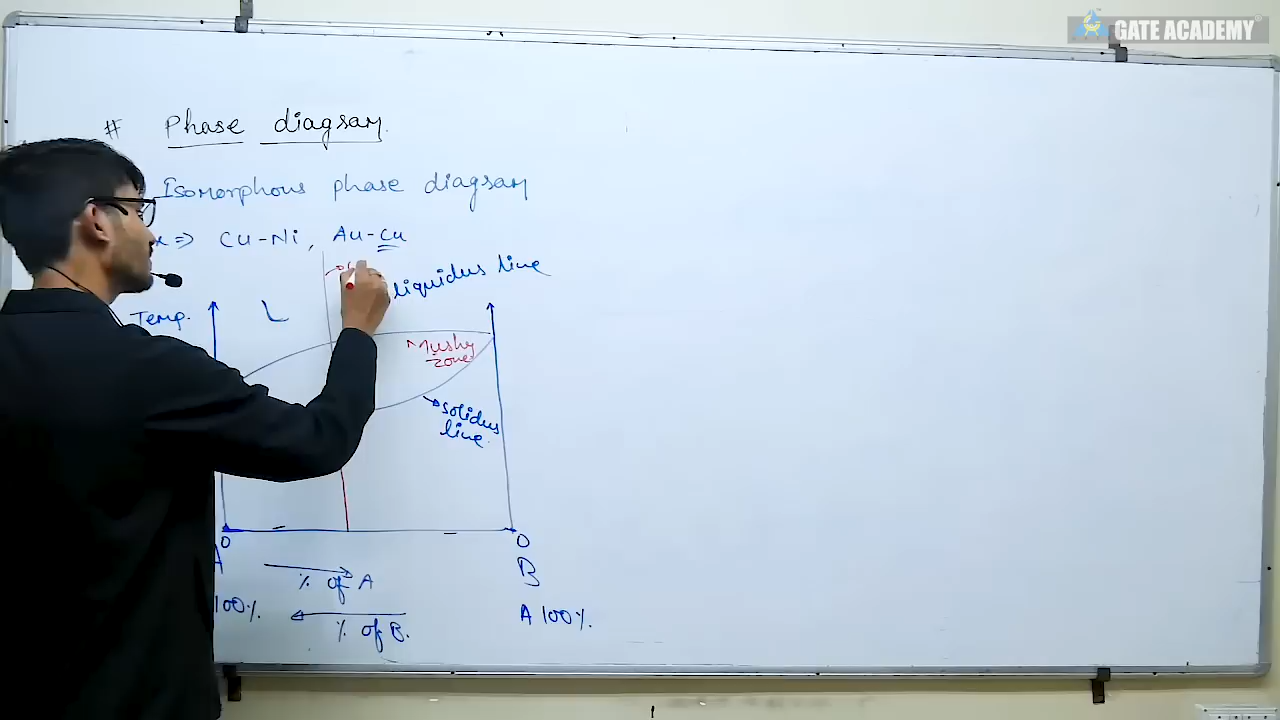 GATE ACADEMY
# Phase diagram.
Isomorphous phase diagram
x ⇒ Cu-Ni, Au-Cu
liquidus line
Temp.
L
Mushy
zone
solidus
line.
0
0
A
B
% of A
100%.
A 100%.
% of B.